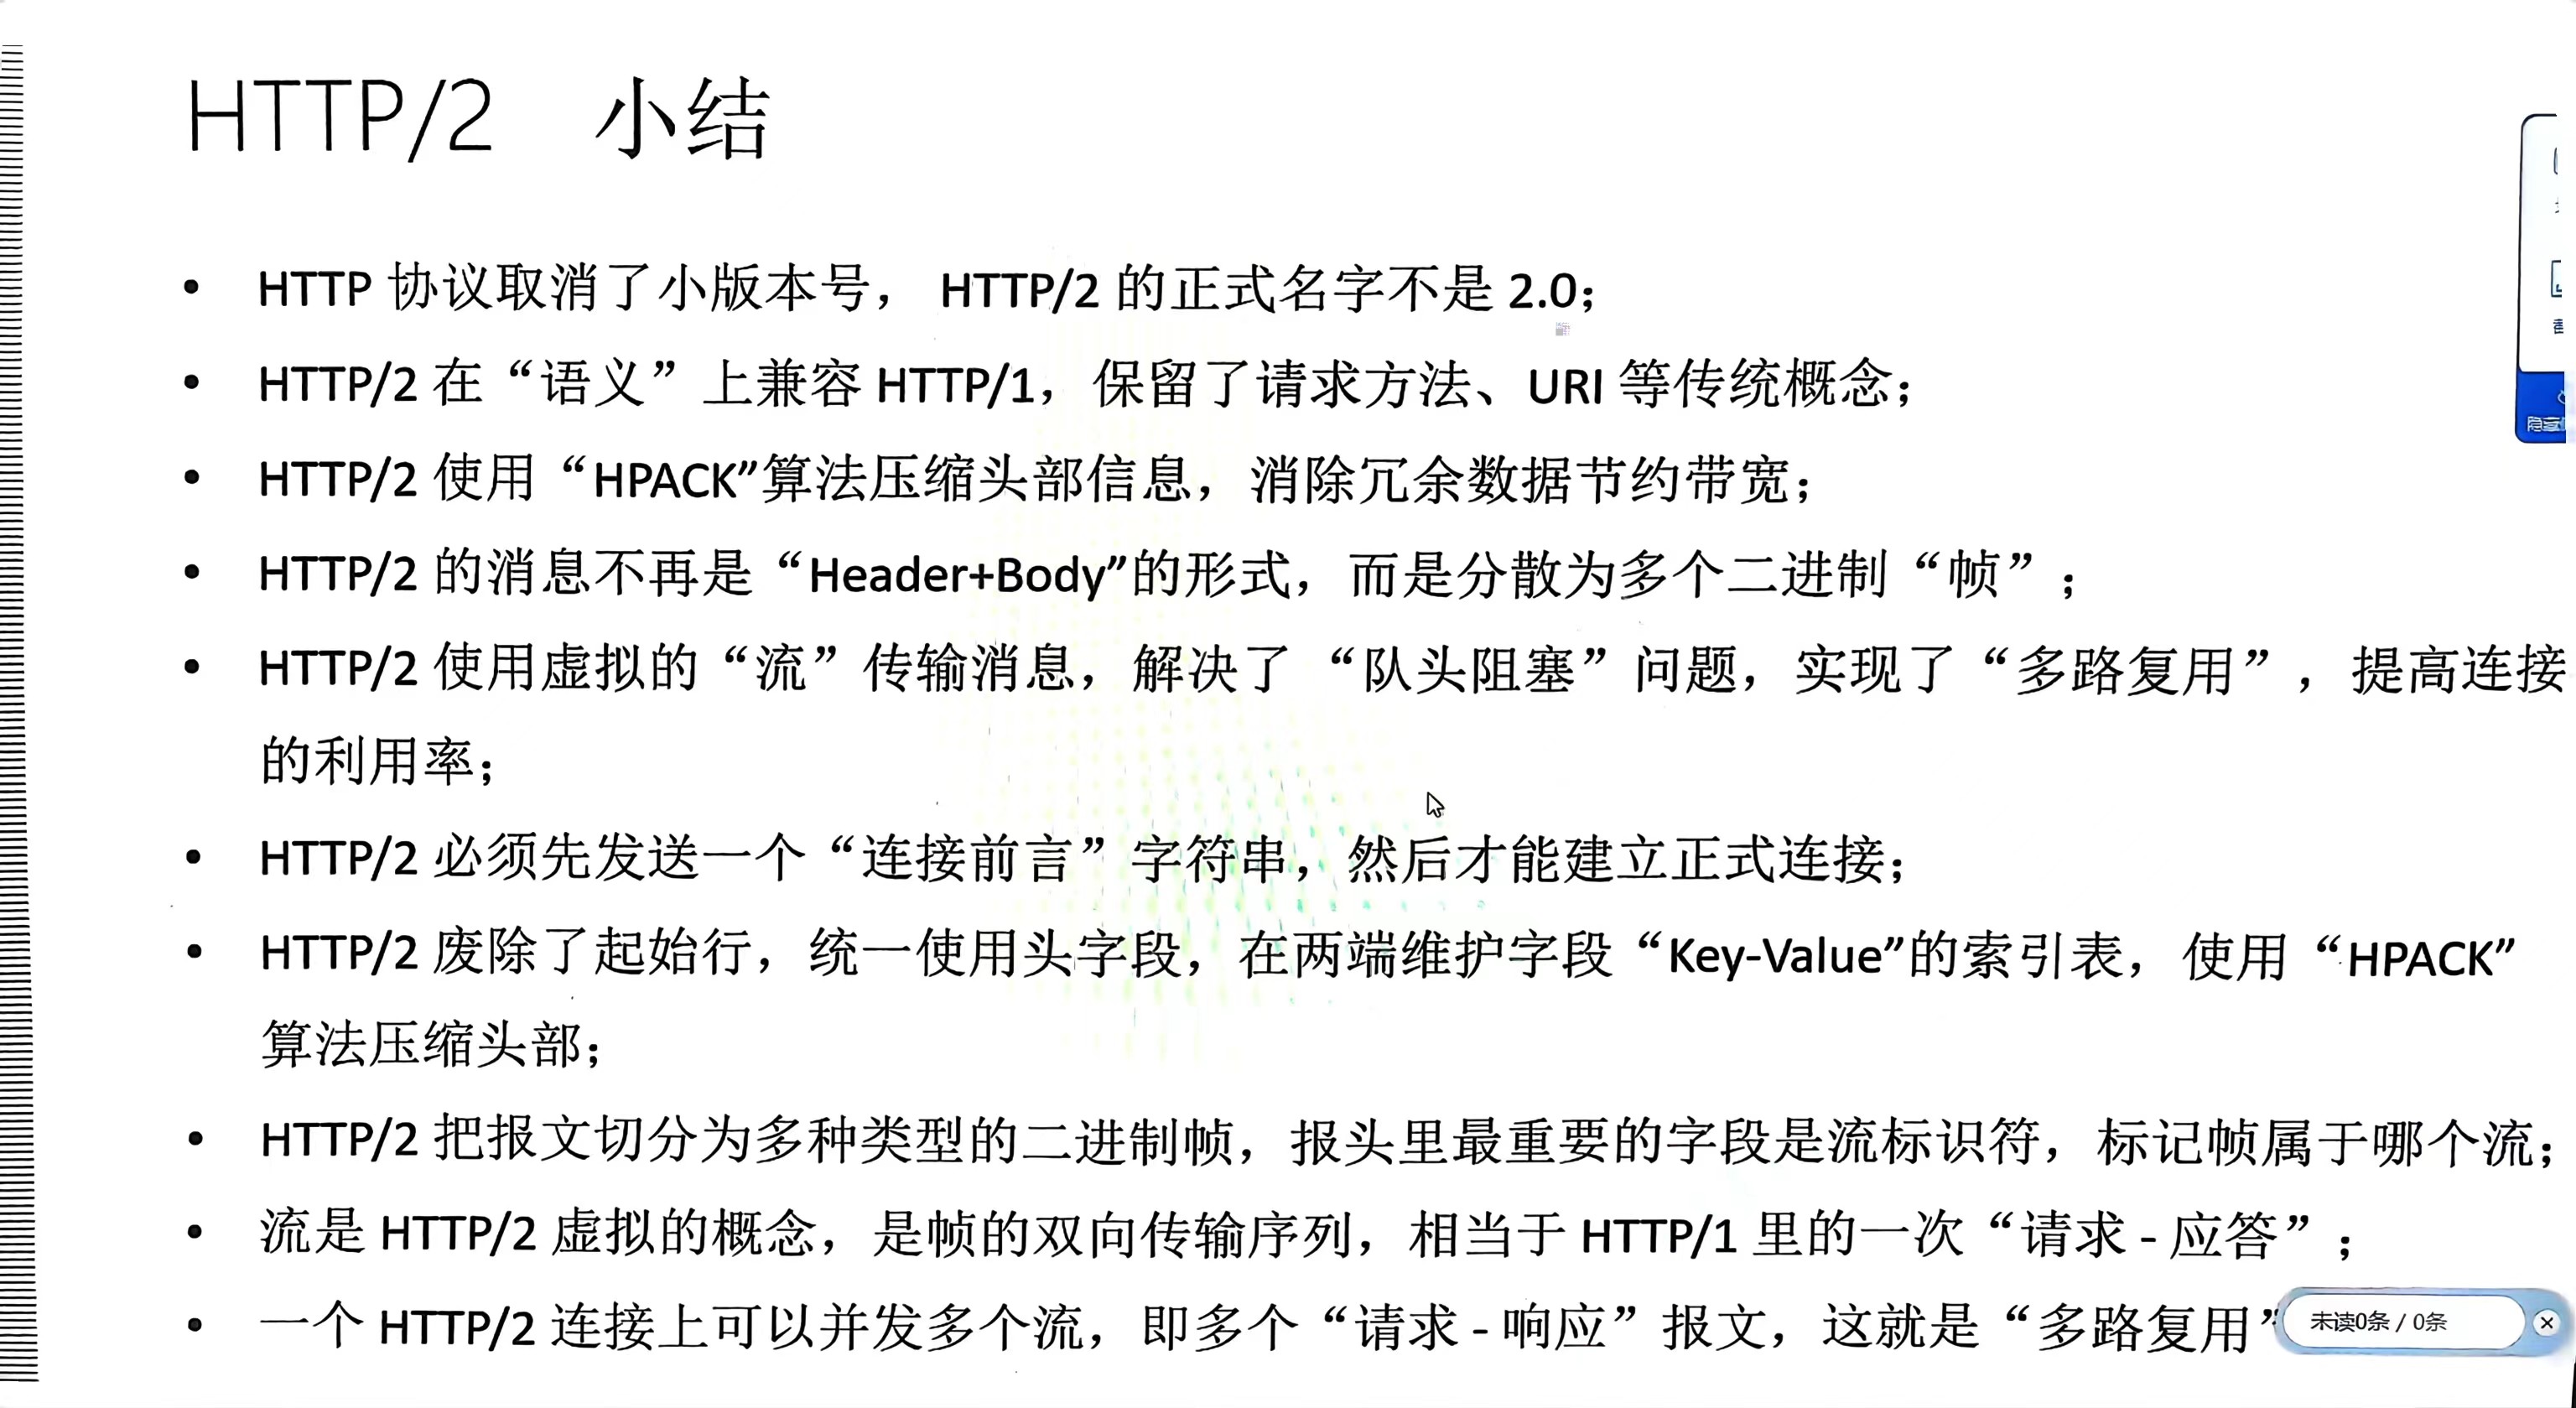 HTTP/2 小结
• HTTP 协议取消了小版本号， HTTP/2 的正式名字不是 2.0；
• HTTP/2 在“语义”上兼容 HTTP/1，保留了请求方法、URI 等传统概念；
• HTTP/2 使用“HPACK”算法压缩头部信息，消除冗余数据节约带宽；
• HTTP/2 的消息不再是“Header+Body”的形式，而是分散为多个二进制“帧”；
• HTTP/2 使用虚拟的“流”传输消息，解决了“队头阻塞”问题，实现了“多路复用”，提高连接
的利用率；
• HTTP/2 必须先发送一个“连接前言”字符串，然后才能建立正式连接；
• HTTP/2 废除了起始行，统一使用头字段，在两端维护字段“Key-Value”的索引表，使用“HPACK”
算法压缩头部；
• HTTP/2 把报文切分为多种类型的二进制帧，报头里最重要的字段是流标识符，标记帧属于哪个流；
• 流是 HTTP/2 虚拟的概念，是帧的双向传输序列，相当于 HTTP/1 里的一次“请求 - 应答”；
• 一个 HTTP/2 连接上可以并发多个流，即多个“请求 - 响应”报文，这就是“多路复用”
未读0条 / 0条